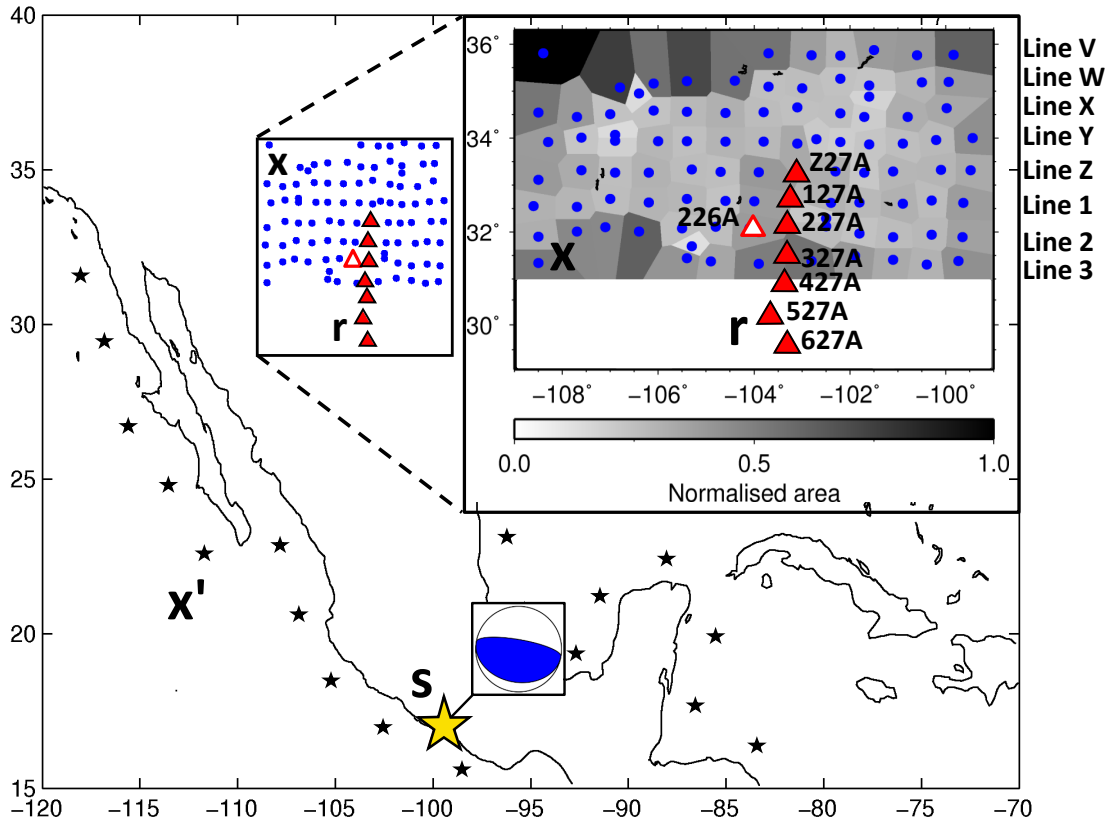 40
35
30
25
20
15
−120
−115
−110
−105
−100
−95
−90
−85
−80
−75
−70
X
r
36˚
34˚
32˚
30˚
−108˚
−106˚
−104˚
−102˚
−100˚
Line V
Line W
Line X
Line Y
Line Z
Line 1
Line 2
Line 3
Z27A
127A
226A
227A
X
327A
427A
r
527A
627A
0.0
0.5
1.0
Normalised area
X'
S